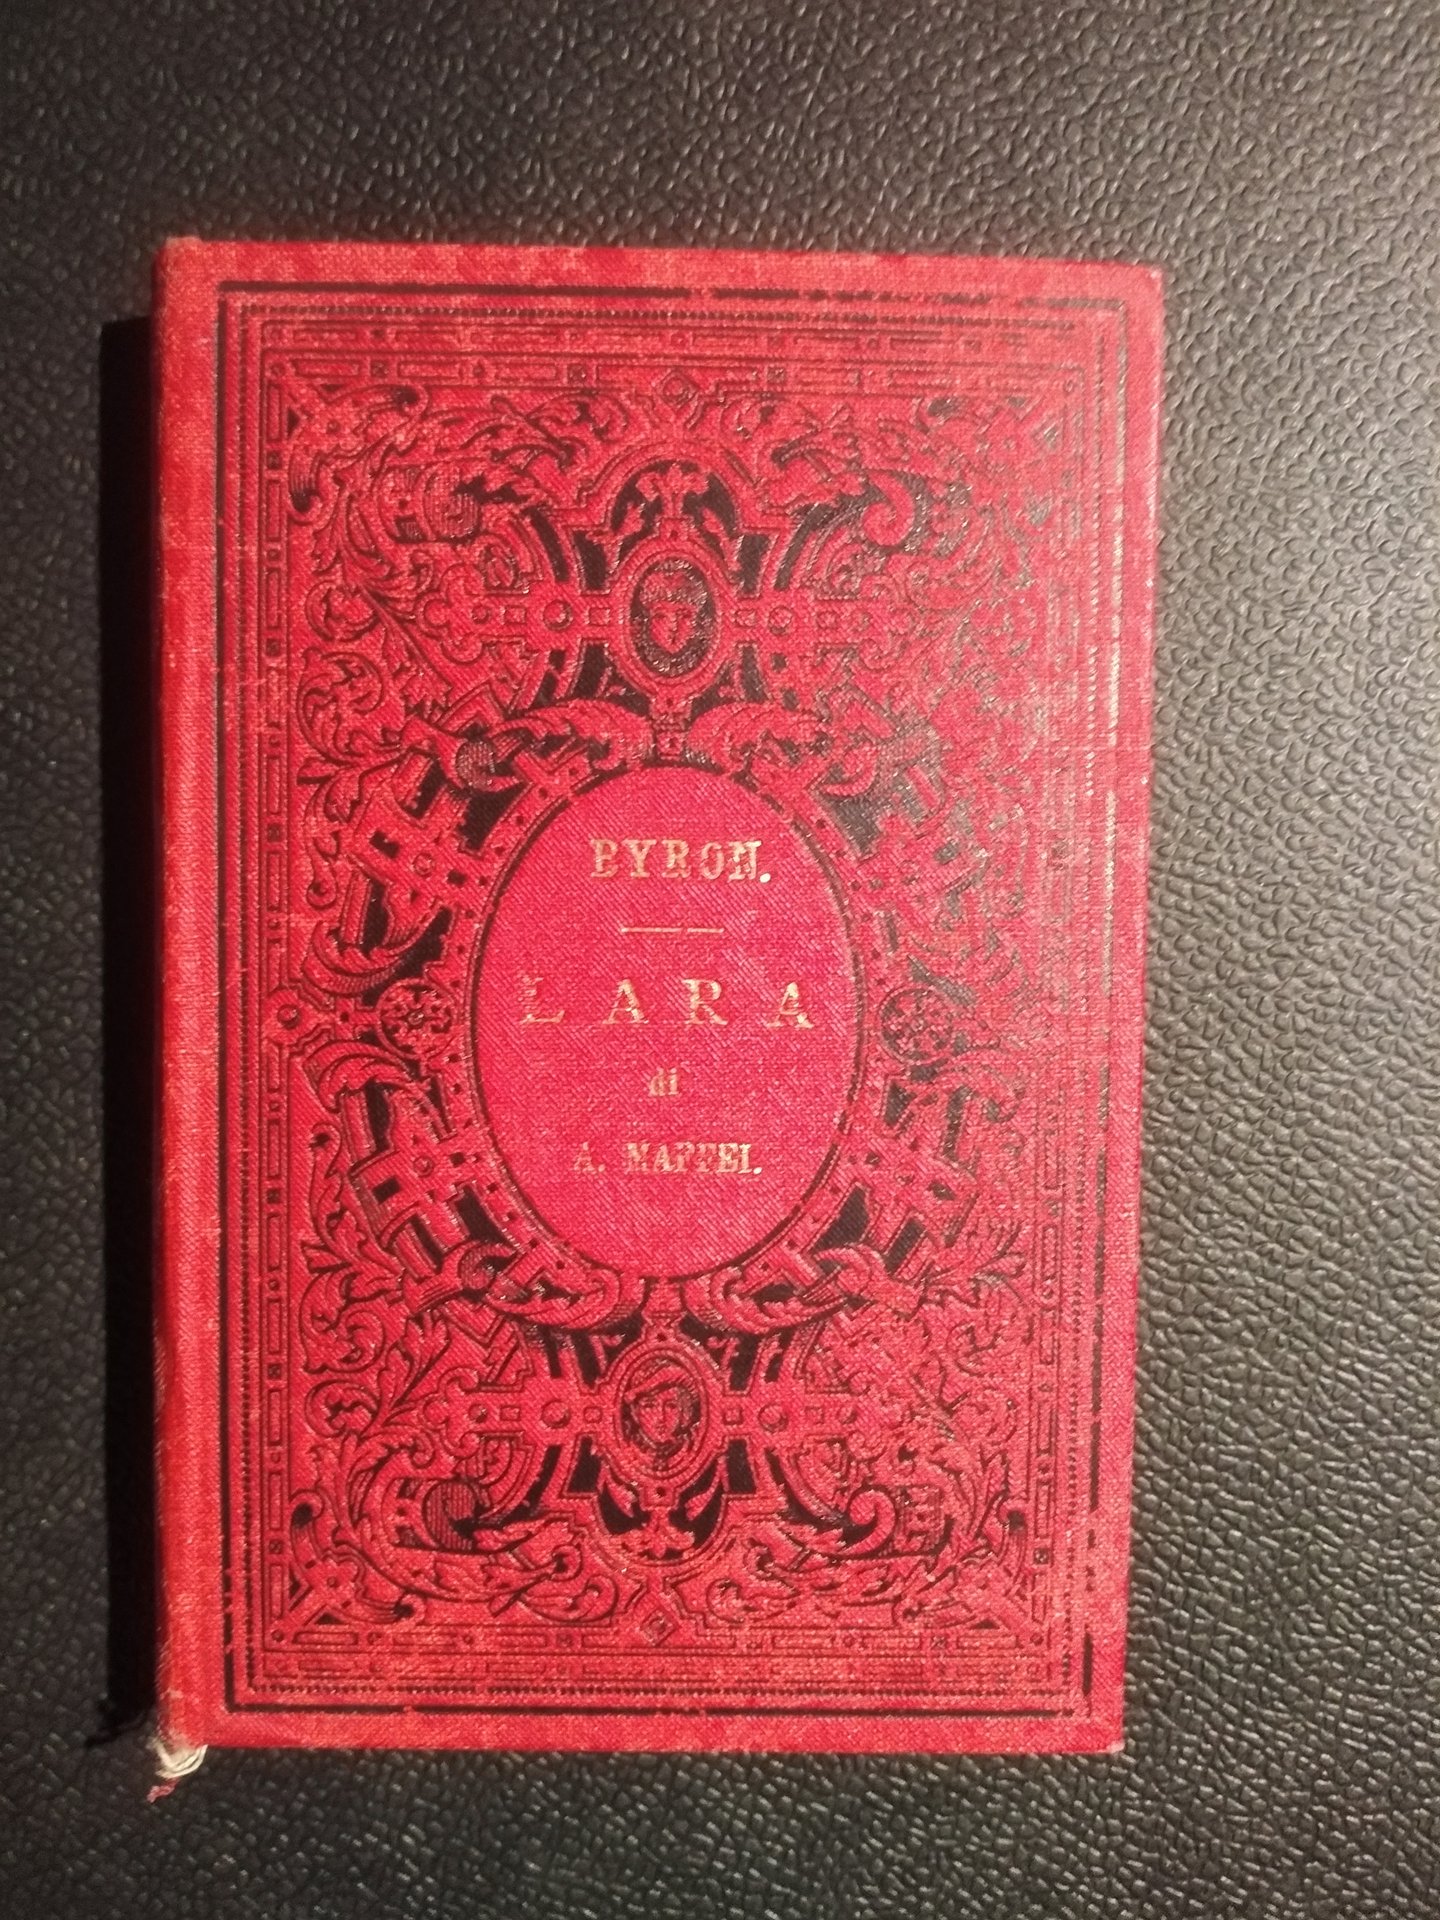 BYRON.
LARA
di
A. MAFFEI.